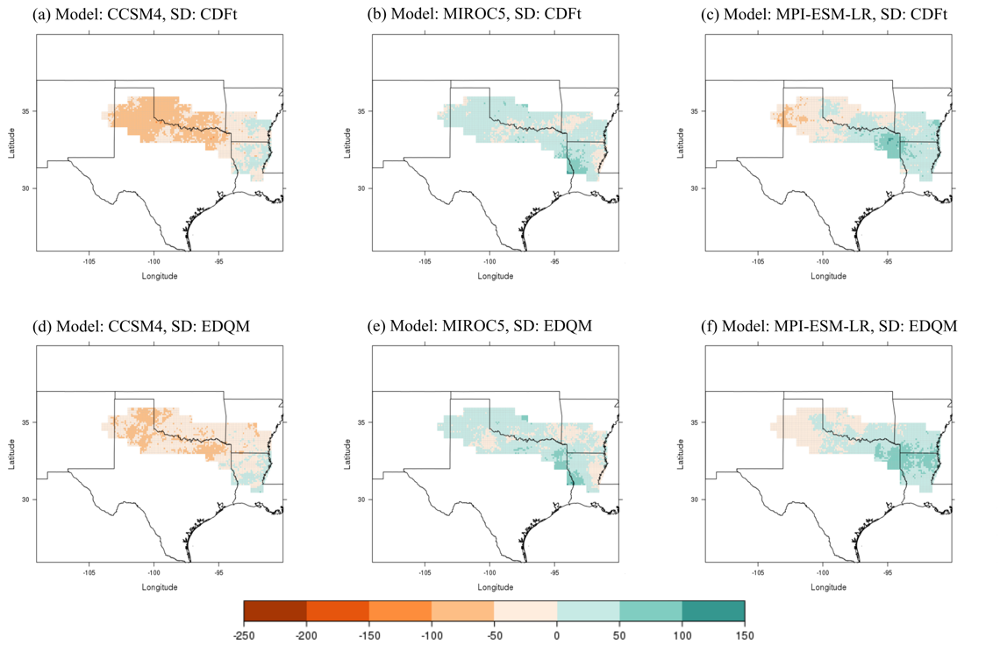 (a) Model: CCSM4, SD: CDFt
(b) Model: MIROC5, SD: CDFt
(c) Model: MPI-ESM-LR, SD: CDFt
Latitude
35
30
-105
-100
-95
Longitude
Latitude
35
30
-105
-100
-95
Longitude
Latitude
35
30
-105
-100
-95
Longitude
(d) Model: CCSM4, SD: EDQM
(e) Model: MIROC5, SD: EDQM
(f) Model: MPI-ESM-LR, SD: EDQM
Latitude
35
30
-105
-100
-95
Longitude
Latitude
35
30
-105
-100
-95
Longitude
Latitude
35
30
-105
-100
-95
Longitude
-250 -200 -150 -100 -50 0 50 100 150